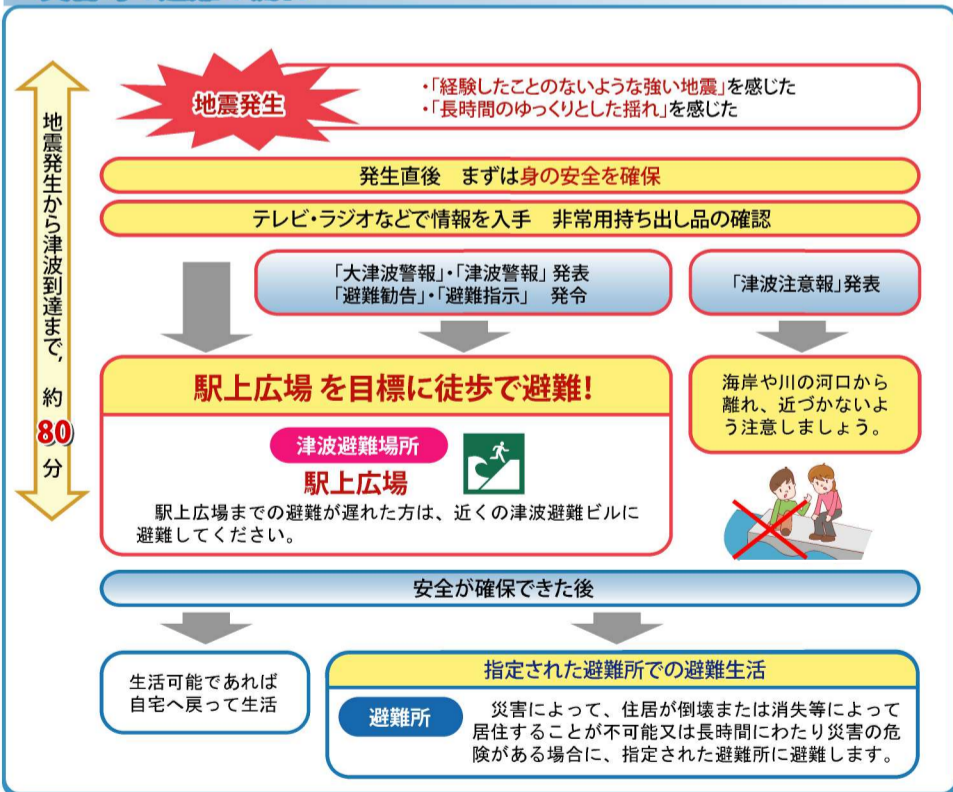 地震発生から津波到達まで、約80分
地震発生
・「経験したことのないような強い地震」を感じた
・「長時間のゆっくりとした揺れ」を感じた
発生直後　まずは身の安全を確保
テレビ・ラジオなどで情報を入手　非常用持ち出し品の確認
「大津波警報」・「津波警報」発表
「避難勧告」・「避難指示」　発令
「津波注意報」発表
駅上広場 を目標に徒歩で避難!
津波避難場所
駅上広場
駅上広場までの避難が遅れた方は、近くの津波避難ビルに
避難してください。
海岸や川の河口から
離れ、近づかないよ
う注意しましょう。
安全が確保できた後
生活可能であれば
自宅へ戻って生活
指定された避難所での避難生活
避難所
災害によって、住居が倒壊または消失等によって
居住することが不可能又は長時間にわたり災害の危
険がある場合に、指定された避難所に避難します。